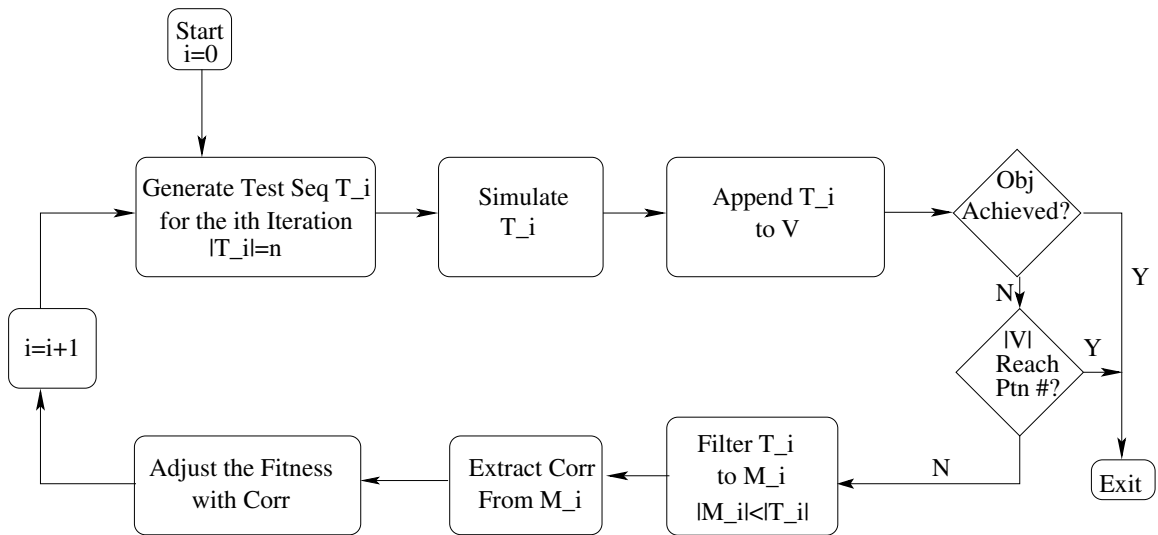 Start
i=0
Generate Test Seq T_i
for the ith Iteration
|T_i|=n
Simulate
T_i
Append T_i
to V
Obj
Achieved?
Y
N
|V|
Reach
Ptn #?
Y
N
Exit
Filter T_i
to M_i
|M_i|<|T_i|
Extract Corr
From M_i
Adjust the Fitness
with Corr
i=i+1